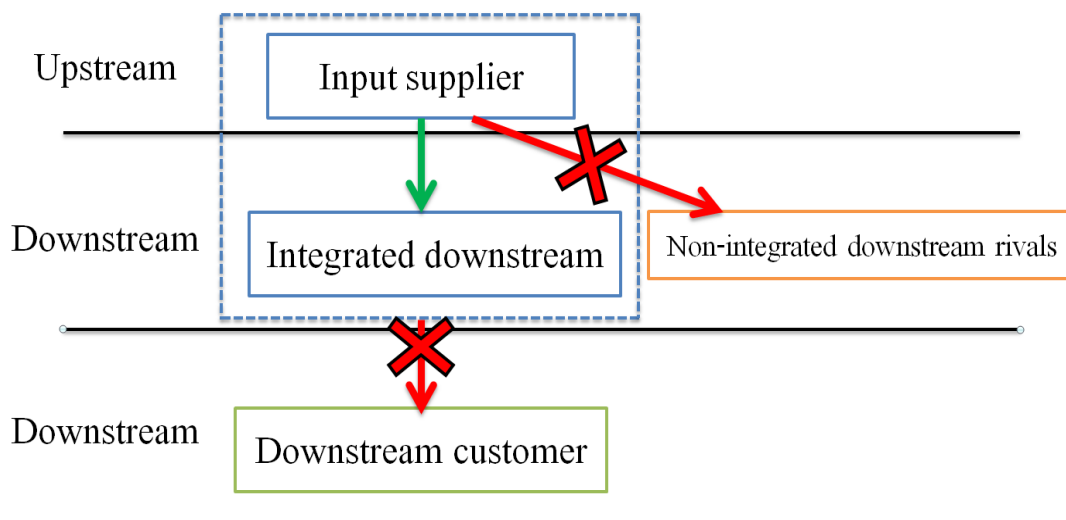 Upstream
Input supplier
Downstream
Integrated downstream
Non-integrated downstream rivals
Downstream
Downstream customer